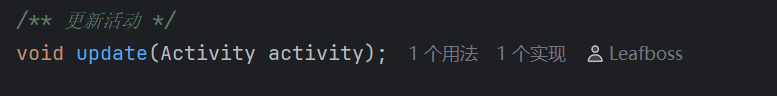 /** 更新活动 */
void update(Activity activity); 1 个用法 1 个实现 Leafboss